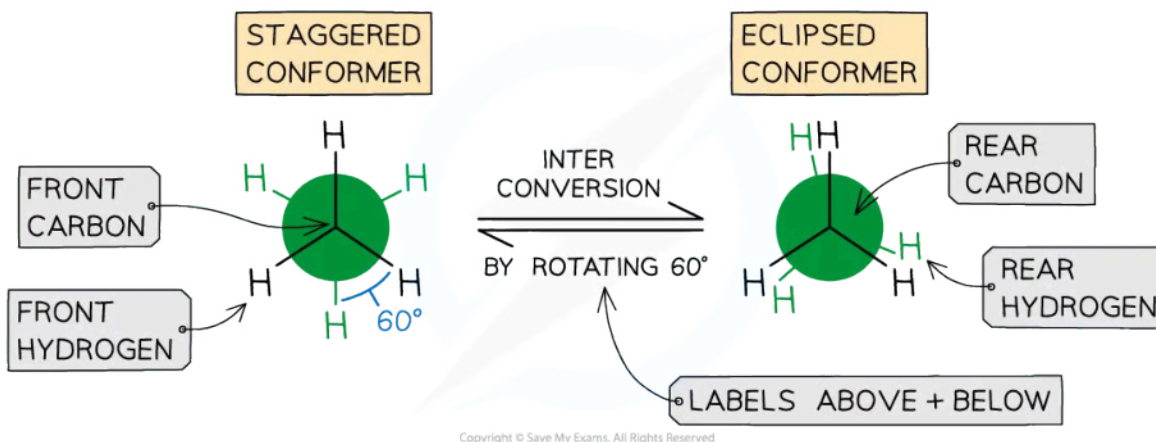 STAGGERED
CONFORMER
ECLIPSED
CONFORMER
H
H
H
H
H
H
60°
FRONT
CARBON
FRONT
HYDROGEN
INTER
CONVERSION
BY ROTATING 60°
H
H
H
H
H
H
REAR
CARBON
REAR
HYDROGEN
LABELS ABOVE + BELOW
Copyright © Save My Exams. All Rights Reserved